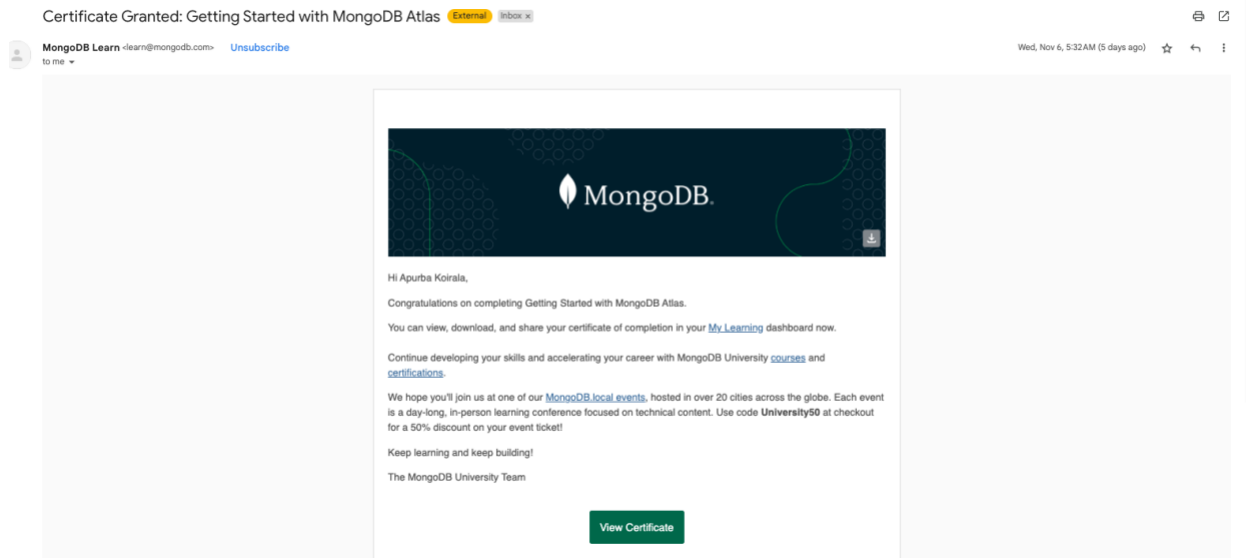 Certificate Granted: Getting Started with MongoDB Atlas External Inbox x
MongoDB Learn <learn@mongodb.com> Unsubscribe Wed, Nov 6, 5:32 AM (5 days ago)
to me
MongoDB.
Hi Apurba Koirala,
Congratulations on completing Getting Started with MongoDB Atlas.
You can view, download, and share your certificate of completion in your My Learning dashboard now.
Continue developing your skills and accelerating your career with MongoDB University courses and
certifications.
We hope you'll join us at one of our MongoDB.local events, hosted in over 20 cities across the globe. Each event
is a day-long, in-person learning conference focused on technical content. Use code University50 at checkout
for a 50% discount on your event ticket!
Keep learning and keep building!
The MongoDB University Team
View Certificate